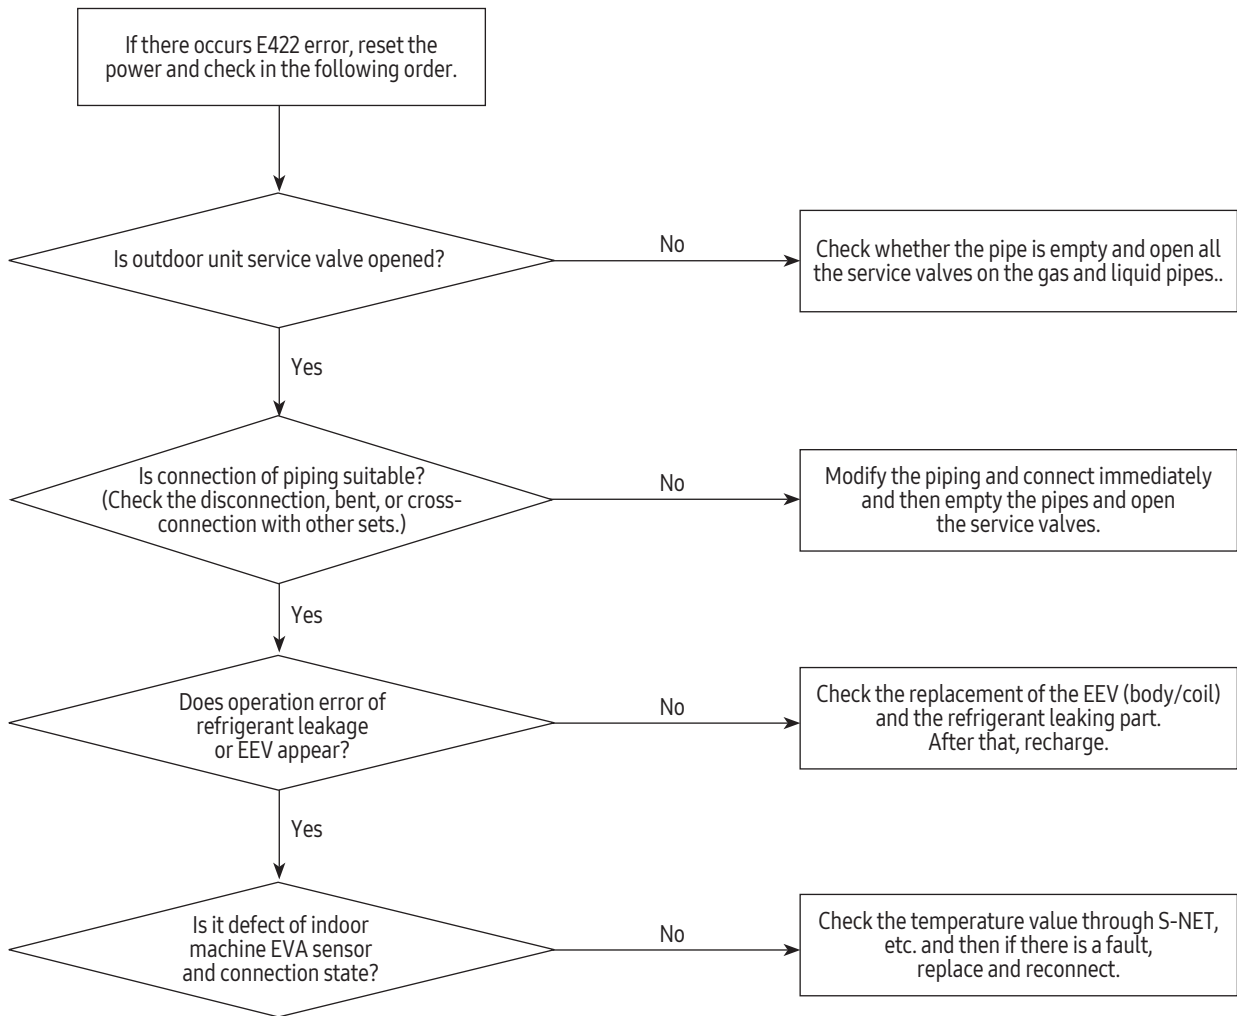 If there occurs E422 error, reset the
power and check in the following order.
Is outdoor unit service valve opened?
No
Check whether the pipe is empty and open all
the service valves on the gas and liquid pipes..
Yes
Is connection of piping suitable?
(Check the disconnection, bent, or cross-
connection with other sets.)
No
Modify the piping and connect immediately
and then empty the pipes and open
the service valves.
Yes
Does operation error of
refrigerant leakage
or EEV appear?
No
Check the replacement of the EEV (body/coil)
and the refrigerant leaking part.
After that, recharge.
Yes
Is it defect of indoor
machine EVA sensor
and connection state?
No
Check the temperature value through S-NET,
etc. and then if there is a fault,
replace and reconnect.